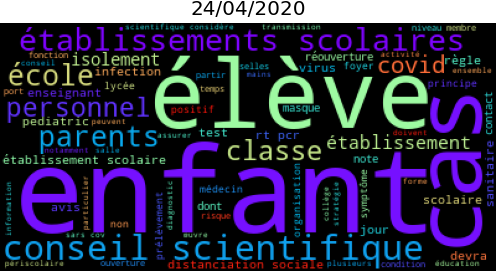 24/04/2020
scientifique considère
transmission
niveau
membre
établissements scolaires
fonction
conseil
isolement
réouverture
activité
règle
selles
virus
foyer
covid
ensemble
école
infection
mains
partir
port
enseignant
lycée
élève
temps
principe
personnel
positif
masque
contact
pediatric
peuvent
assurer
test
rt pcr
doivent
parents
établissement
notamment
salle
classe
note
sanitaire
établissement scolaire
cas
enfant
médecin
forme
information
particulier
prélèvement
diagnostic
organisation
collège
stratégie
symptôme
scolaire
avis
non
dont
risque
jour
sans cov
œuvre
conseil scientifique
devra
périscolaire
ouverture
distanciation sociale
plusieurs
condition
éducation